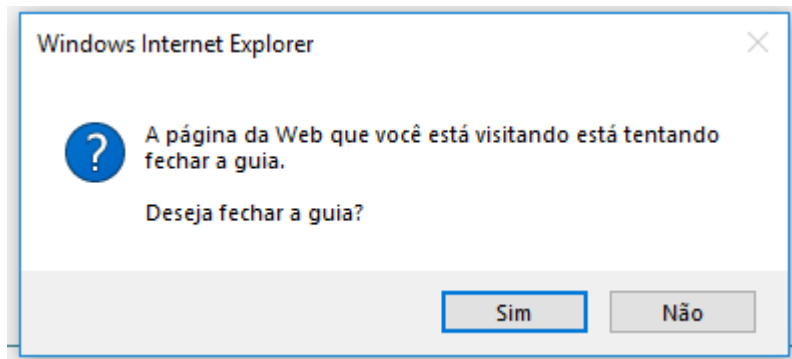 Windows Internet Explorer
A página da Web que você está visitando está tentando
fechar a guia.
Deseja fechar a guia?
Sim
Não